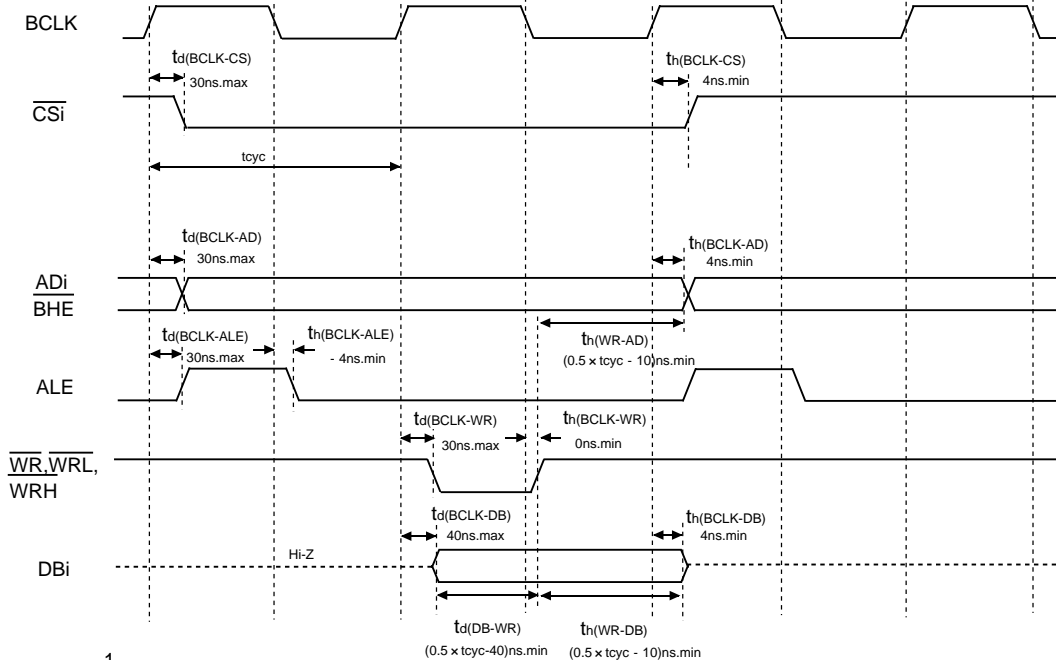 BCLK
td(BCLK-CS)
30ns.max
th(BCLK-CS)
4ns.min
CSi
tcyc
td(BCLK-AD)
30ns.max
th(BCLK-AD)
4ns.min
ADi
BHE
td(BCLK-ALE)
30ns.max
th(BCLK-ALE)
- 4ns.min
th(WR-AD)
(0.5 × tcyc - 10)ns.min
ALE
td(BCLK-WR)
30ns.max
th(BCLK-WR)
0ns.min
WR,WRL,
WRH
td(BCLK-DB)
40ns.max
th(BCLK-DB)
4ns.min
Hi-Z
DBi
td(DB-WR)
(0.5 × tcyc-40)ns.min
th(WR-DB)
(0.5 × tcyc - 10)ns.min